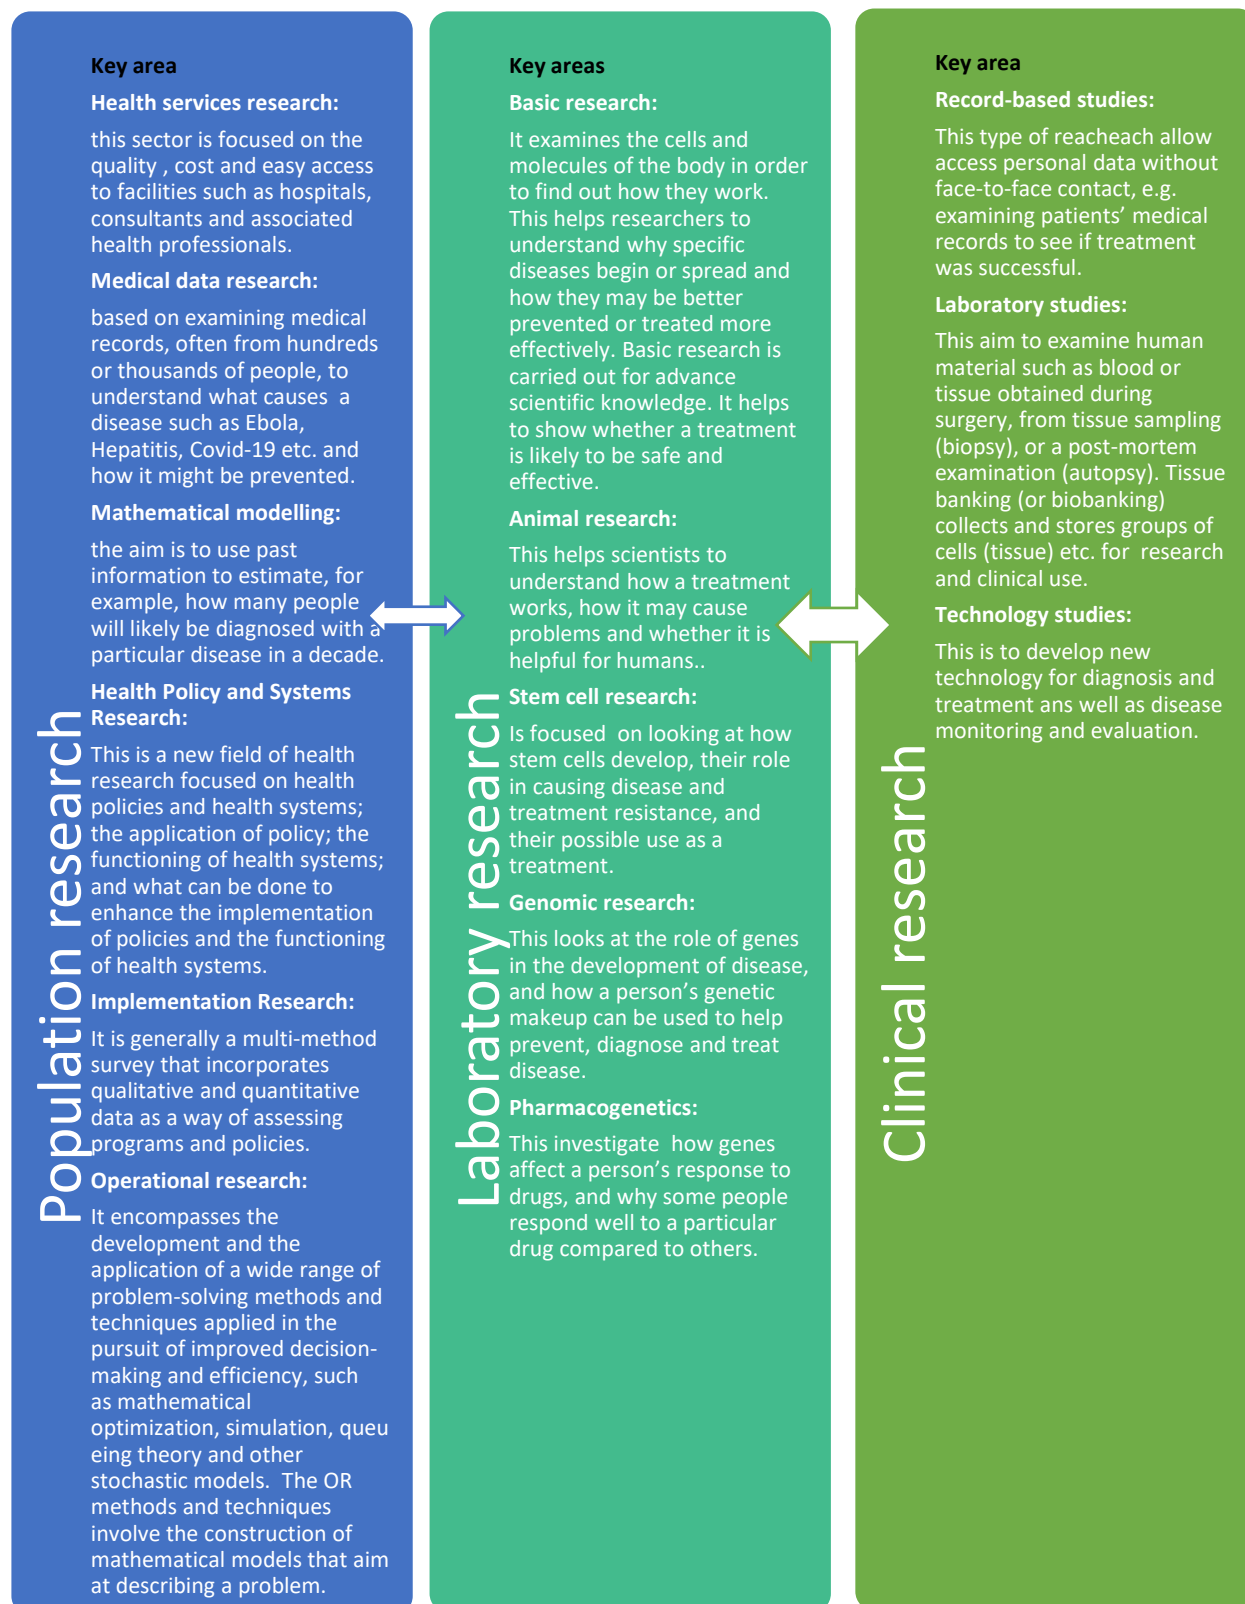 Population research
Key area
Health services research:
this sector is focused on the
quality , cost and easy access
to facilities such as hospitals,
consultants and associated
health professionals.
Medical data research:
based on examining medical
records, often from hundreds
or thousands of people, to
understand what causes  a
disease such as Ebola,
Hepatitis, Covid-19 etc. and
how it might be prevented.
Mathematical modelling:
the aim is to use past
information to estimate, for
example, how many people
will likely be diagnosed with a
particular disease in a decade.
Health Policy and Systems
Research:
This is a new field of health
research focused on health
policies and health systems;
the application of policy; the
functioning of health systems;
and what can be done to
enhance the implementation
of policies and the functioning
of health systems.
Implementation Research:
It is generally a multi-method
survey that incorporates
qualitative and quantitative
data as a way of assessing
programs and policies.
Operational research:
It encompasses the
development and the
application of a wide range of
problem-solving methods and
techniques applied in the
pursuit of improved decision-
making and efficiency, such
as mathematical
optimization, simulation, queu
eing theory and other
stochastic models.  The OR
methods and techniques
involve the construction of
mathematical models that aim
at describing a problem.
Laboratory research
Key areas
Basic research:
It examines the cells and
molecules of the body in order
to find out how they work.
This helps researchers to
understand why specific
diseases begin or spread and
how they may be better
prevented or treated more
effectively. Basic research is
carried out for advance
scientific knowledge. It helps
to show whether a treatment
is likely to be safe and
effective.
Animal research:
This helps scientists to
understand how a treatment
works, how it may cause
problems and whether it is
helpful for humans..
Stem cell research:
Is focused  on looking at how
stem cells develop, their role
in causing disease and
treatment resistance, and
their possible use as a
treatment.
Genomic research:
This looks at the role of genes
in the development of disease,
and how a person’s genetic
makeup can be used to help
prevent, diagnose and treat
disease.
Pharmacogenetics:
This investigate  how genes
affect a person’s response to
drugs, and why some people
respond well to a particular
drug compared to others.
Clinical research
Key area
Record-based studies:
This type of reacheach allow
access personal data without
face-to-face contact, e.g.
examining patients’ medical
records to see if treatment
was successful.
Laboratory studies:
This aim to examine human
material such as blood or
tissue obtained during
surgery, from tissue sampling
(biopsy), or a post-mortem
examination (autopsy). Tissue
banking (or biobanking)
collects and stores groups of
cells (tissue) etc. for  research
and clinical use.
Technology studies:
This is to develop new
technology for diagnosis and
treatment ans well as disease
monitoring and evaluation.